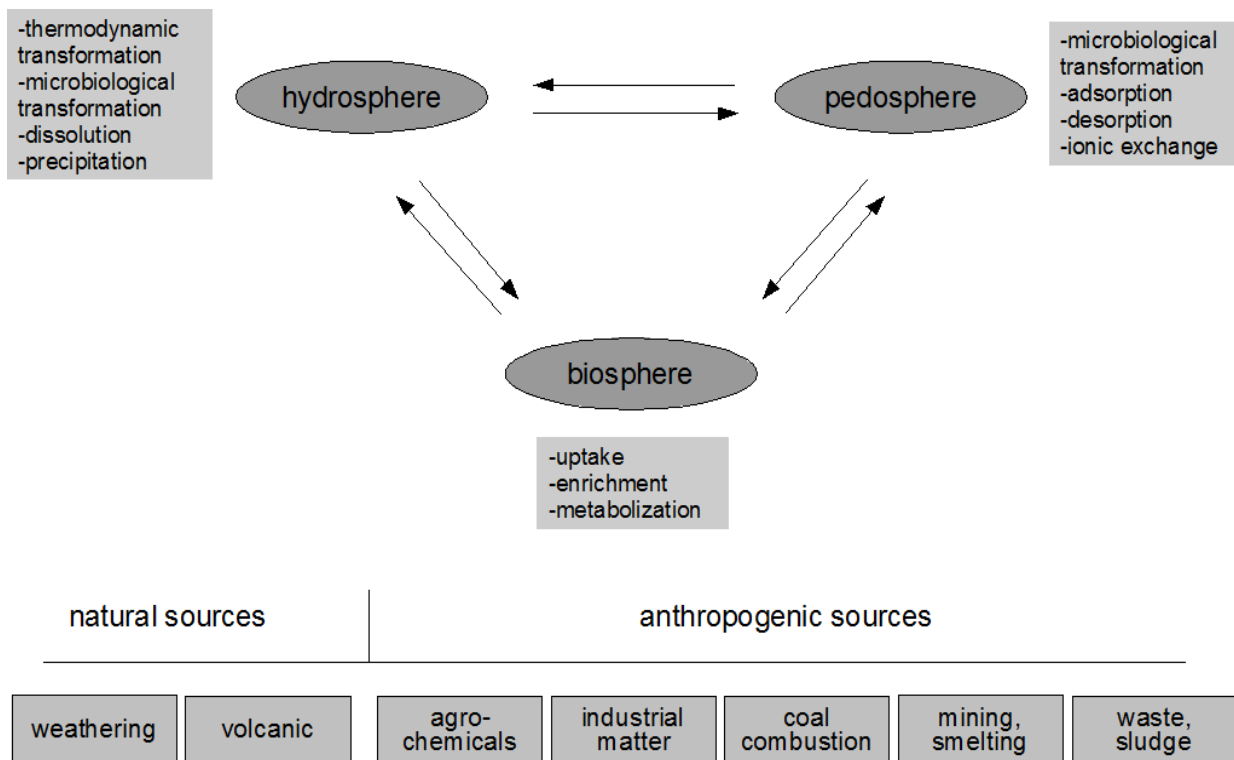 -thermodynamic
transformation
-microbiological
transformation
-dissolution
-precipitation
hydrosphere
pedosphere
-microbiological
transformation
-adsorption
-desorption
-ionic exchange
biosphere
-uptake
-enrichment
-metabolization
natural sources
anthropogenic sources
weathering
volcanic
agro-
chemicals
industrial
matter
coal
combustion
mining,
smelting
waste,
sludge